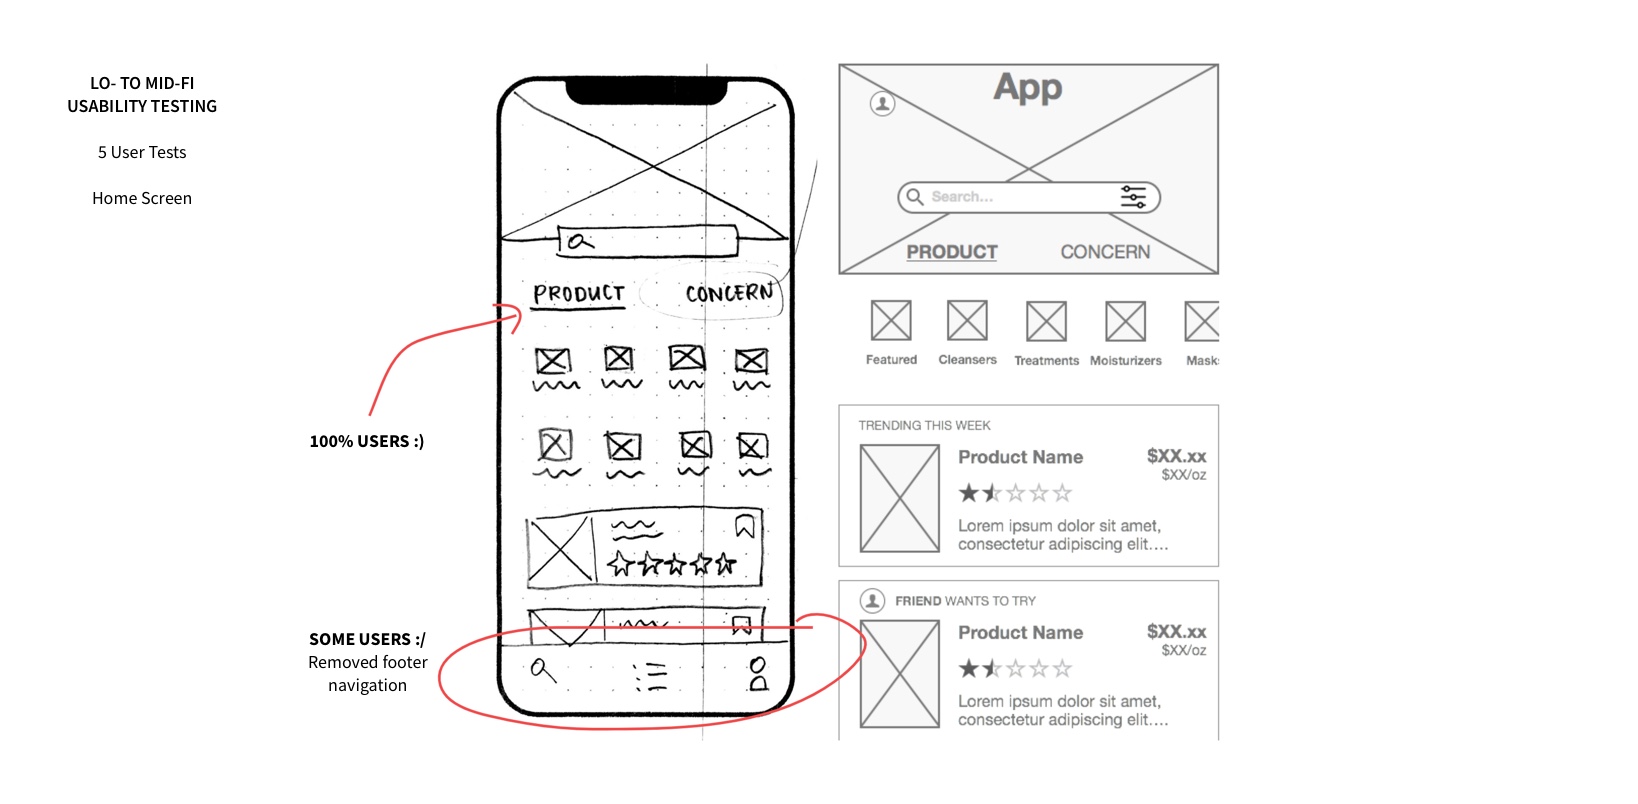 LO- TO MID-FI
USABILITY TESTING
5 User Tests
Home Screen
100% USERS :)
SOME USERS :/
Removed footer
navigation
PRODUCT CONCERN
App
Search...
PRODUCT CONCERN
Featured Cleansers Treatments Moisturizers Mask
TRENDING THIS WEEK
Product Name $XX.xx
$XX/oz
Lorem ipsum dolor sit amet,
consectetur adipiscing elit....
FRIEND WANTS TO TRY
Product Name $XX.xx
$XX/oz
Lorem ipsum dolor sit amet,
consectetur adipiscing elit....